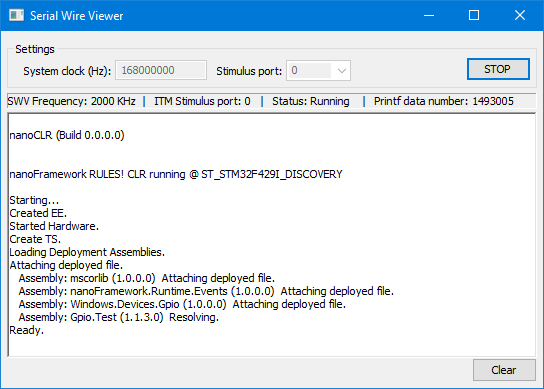 Serial Wire Viewer
Settings
System clock (Hz): 168000000 Stimulus port: 0 STOP
SWV Frequency: 2000 KHz | ITM Stimulus port: 0 | Status: Running | Printf data number: 1493005
nanoCLR (Build 0.0.0.0)
nanoFramework RULES! CLR running @ ST_STM32F429I_DISCOVERY
Starting...
Created EE.
Started Hardware.
Create TS.
Loading Deployment Assemblies.
Attaching deployed file.
Assembly: mscorlib (1.0.0.0) Attaching deployed file.
Assembly: nanoFramework.Runtime.Events (1.0.0.0) Attaching deployed file.
Assembly: Windows.Devices.Gpio (1.0.0.0) Attaching deployed file.
Assembly: Gpio.Test (1.1.3.0) Resolving.
Ready.
Clear